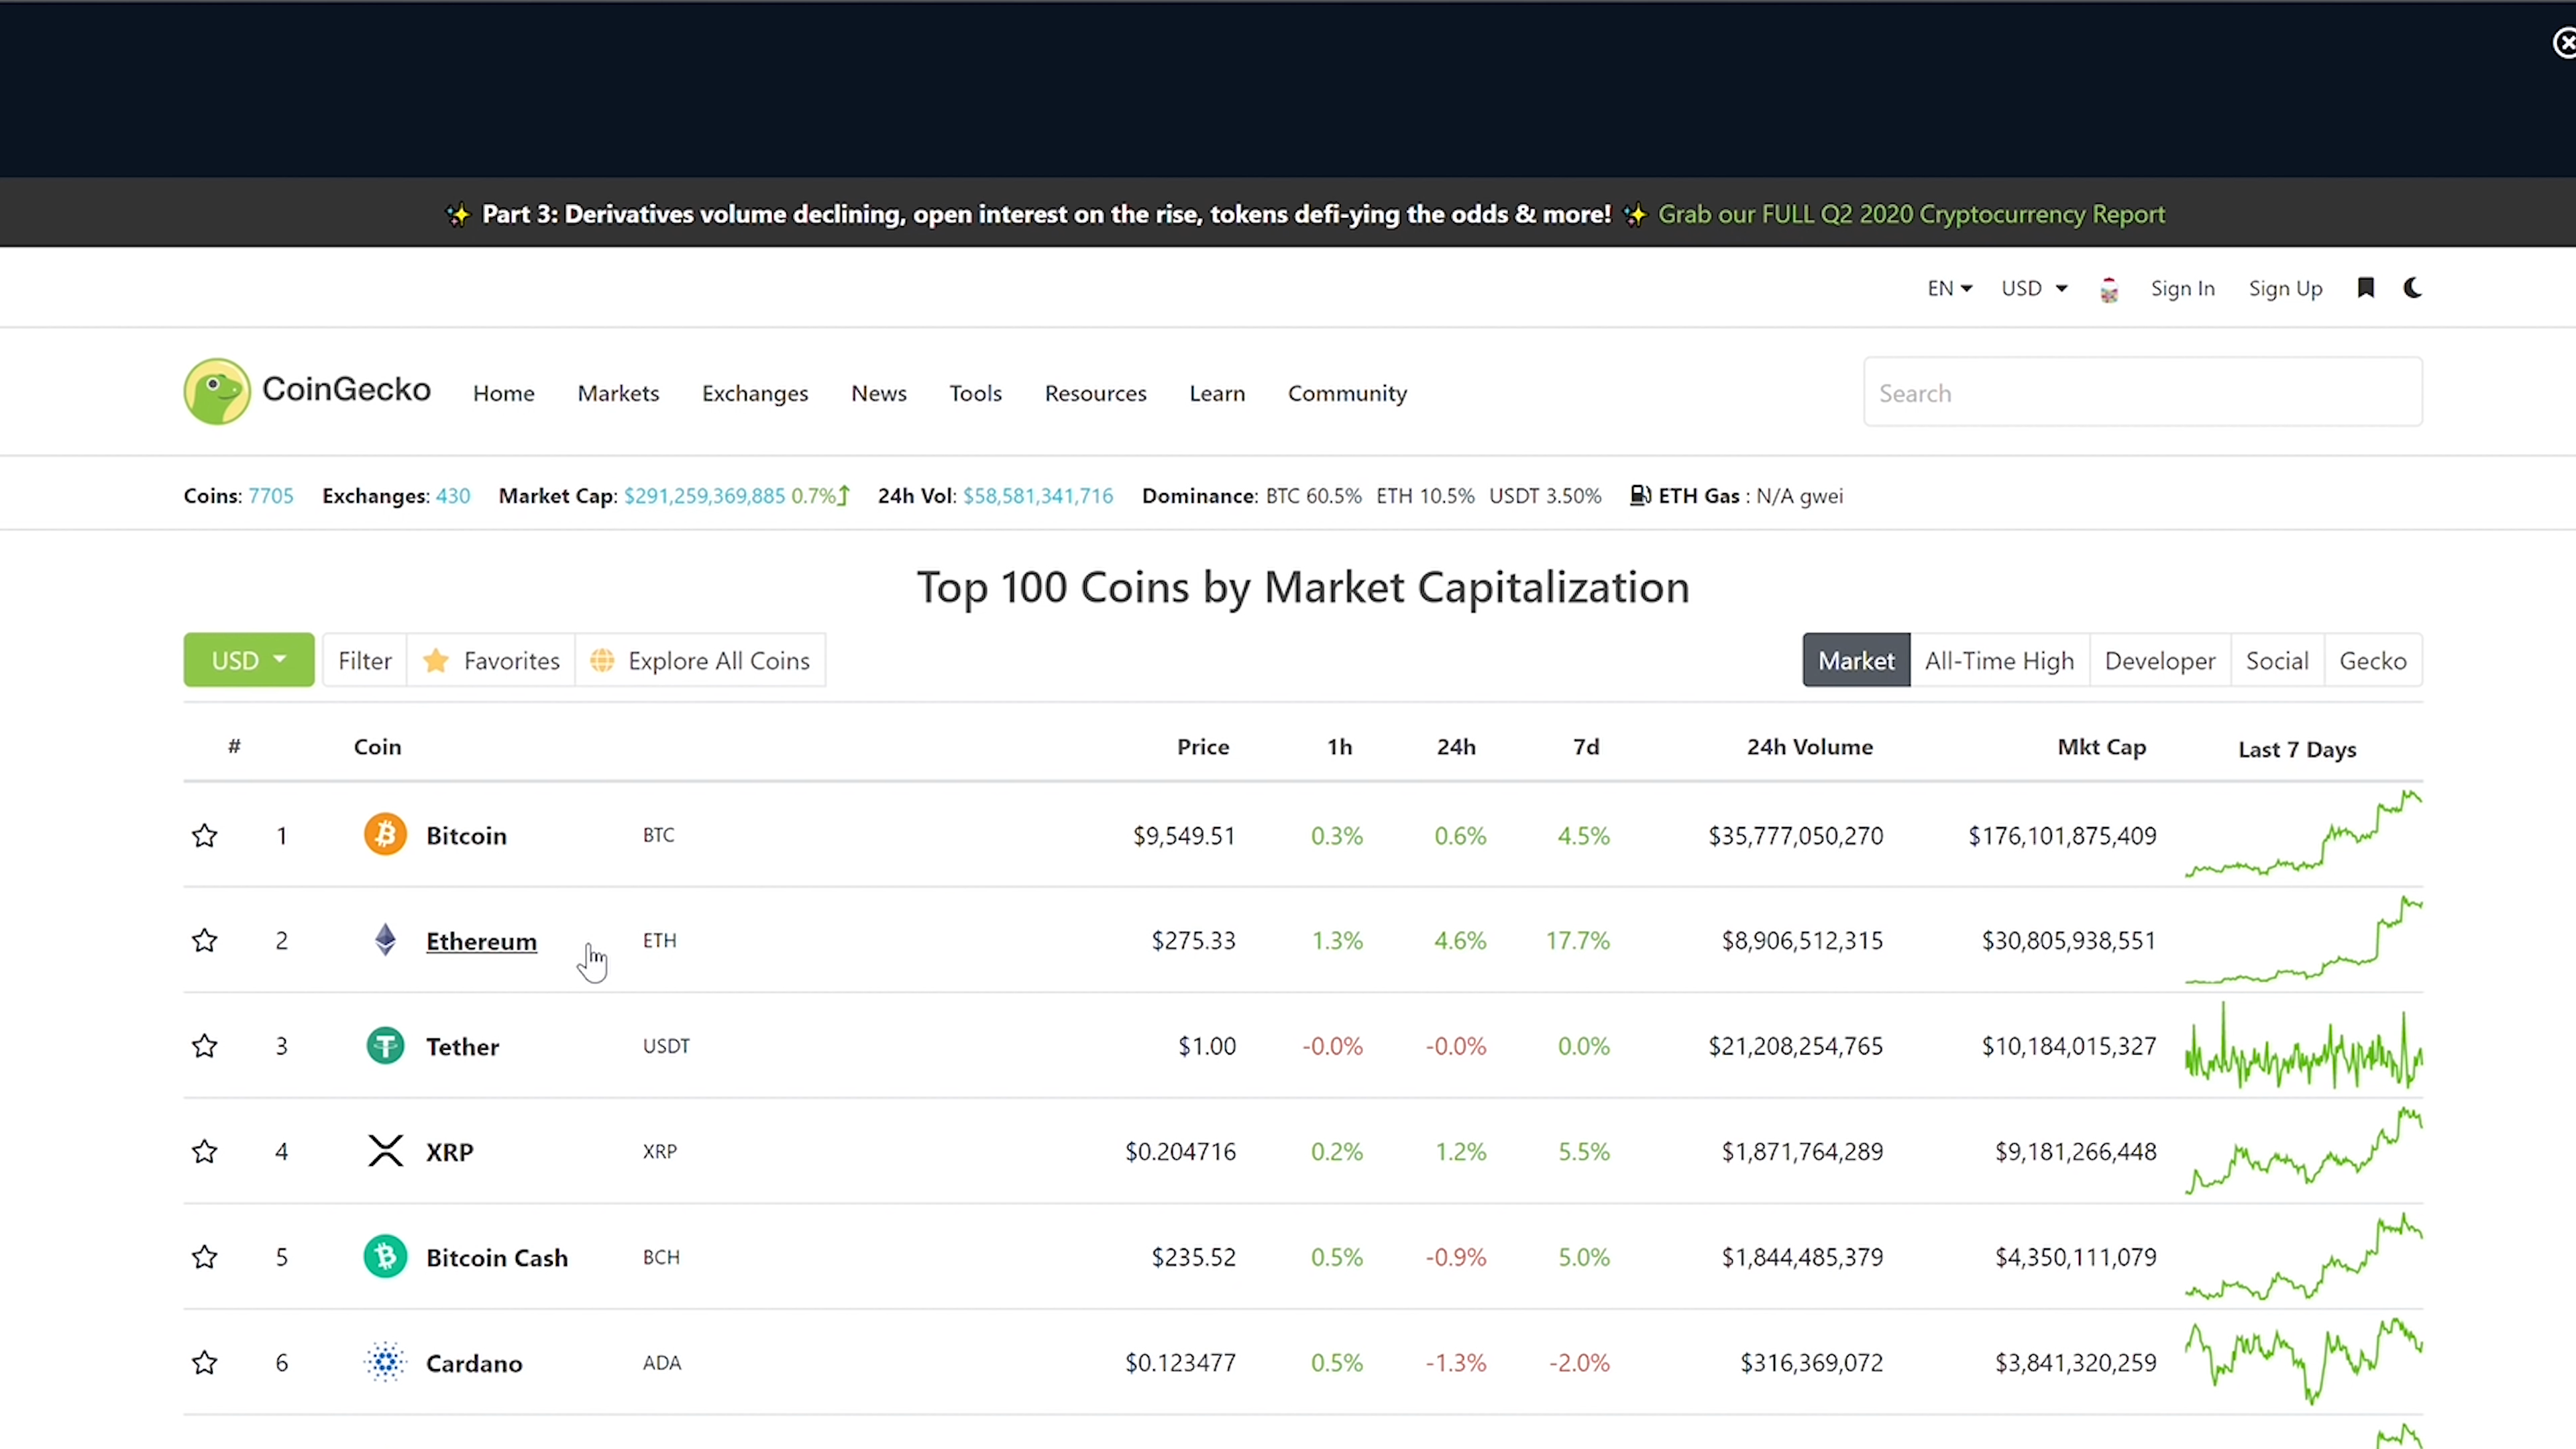 ✨ Part 3: Derivatives volume declining, open interest on the rise, tokens defi-ying the odds & more! ✨ Grab our FULL Q2 2020 Cryptocurrency Report
EN USD Sign In Sign Up
CoinGecko Home Markets Exchanges News Tools Resources Learn Community Search
Coins: 7705 Exchanges: 430 Market Cap: $291,259,369,885 0.7% 24h Vol: $58,581,341,716 Dominance: BTC 60.5% ETH 10.5% USDT 3.50% ETH Gas : N/A gwei
Top 100 Coins by Market Capitalization
USD Filter Favorites Explore All Coins Market All-Time High Developer Social Gecko
# Coin Price 1h 24h 7d 24h Volume Mkt Cap Last 7 Days
1 Bitcoin BTC $9,549.51 0.3% 0.6% 4.5% $35,777,050,270 $176,101,875,409
2 Ethereum ETH $275.33 1.3% 4.6% 17.7% $8,906,512,315 $30,805,938,551
3 Tether USDT $1.00 -0.0% -0.0% 0.0% $21,208,254,765 $10,184,015,327
4 XRP XRP $0.204716 0.2% 1.2% 5.5% $1,871,764,289 $9,181,266,448
5 Bitcoin Cash BCH $235.52 0.5% -0.9% 5.0% $1,844,485,379 $4,350,111,079
6 Cardano ADA $0.123477 0.5% -1.3% -2.0% $316,369,072 $3,841,320,259